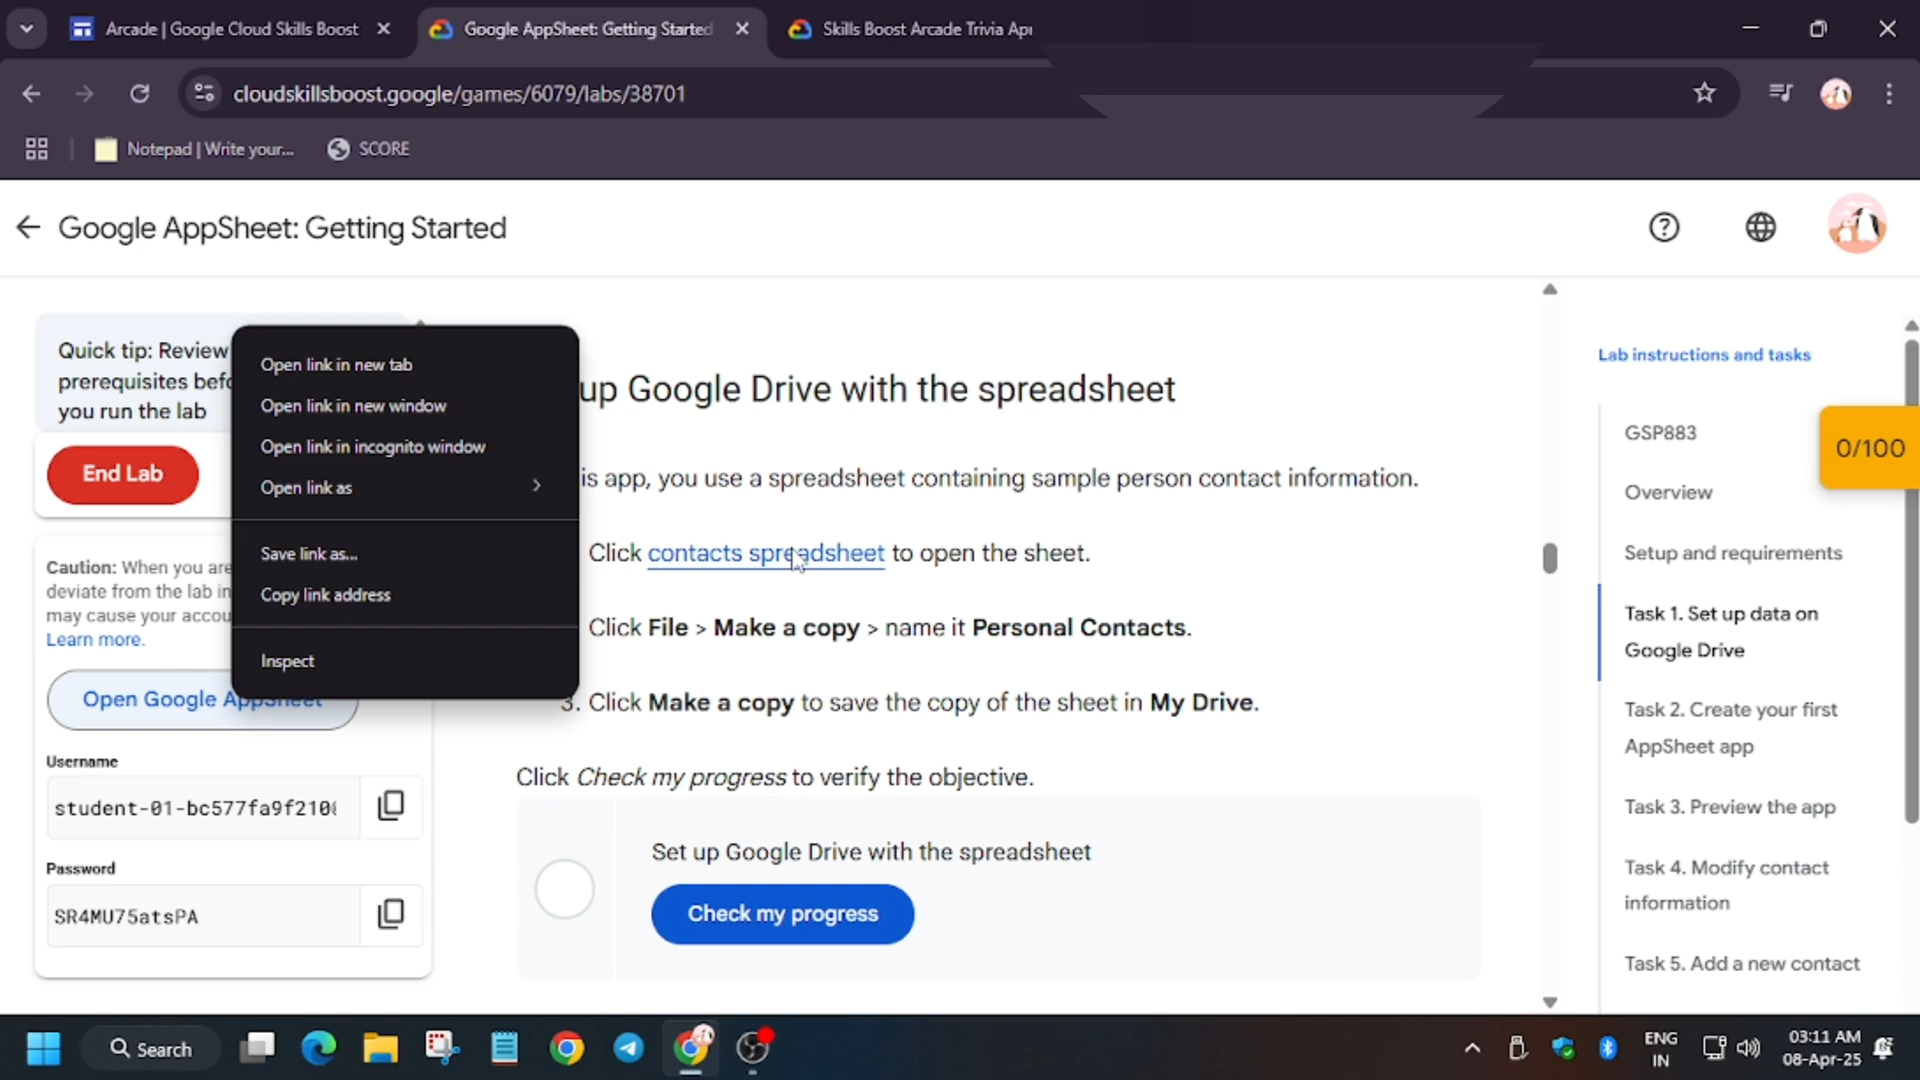 Arcade | Google Cloud Skills Boost
Google AppSheet: Getting Started
Skills Boost Arcade Trivia Apr
cloudskillsboost.google/games/6079/labs/38701
Notepad | Write your...
SCORE
Google AppSheet: Getting Started
Quick tip: Review
prerequisites befo
you run the lab
End Lab
Caution: When you are
deviate from the lab in
may cause your accou
Learn more.
Open Google AppSheet
Username
student-01-bc577fa9f210
Password
SR4MU75atsPA
Open link in new tab
Open link in new window
Open link in incognito window
Open link as
Save link as...
Copy link address
Inspect
up Google Drive with the spreadsheet
is app, you use a spreadsheet containing sample person contact information.
Click contacts spreadsheet to open the sheet.
Click File > Make a copy > name it Personal Contacts.
3. Click Make a copy to save the copy of the sheet in My Drive.
Click Check my progress to verify the objective.
Set up Google Drive with the spreadsheet
Check my progress
Lab instructions and tasks
GSP883
0/100
Overview
Setup and requirements
Task 1. Set up data on
Google Drive
Task 2. Create your first
AppSheet app
Task 3. Preview the app
Task 4. Modify contact
information
Task 5. Add a new contact
Search
ENG
IN
03:11 AM
08-Apr-25